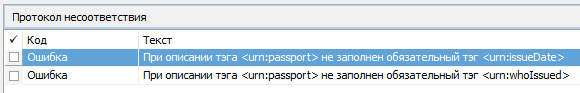 Протокол несоответствия
✓ Код Текст
Ошибка При описании тэга <urn:passport> не заполнен обязательный тэг <urn:issueDate>
Ошибка При описании тэга <urn:passport> не заполнен обязательный тэг <urn:whoIssued>